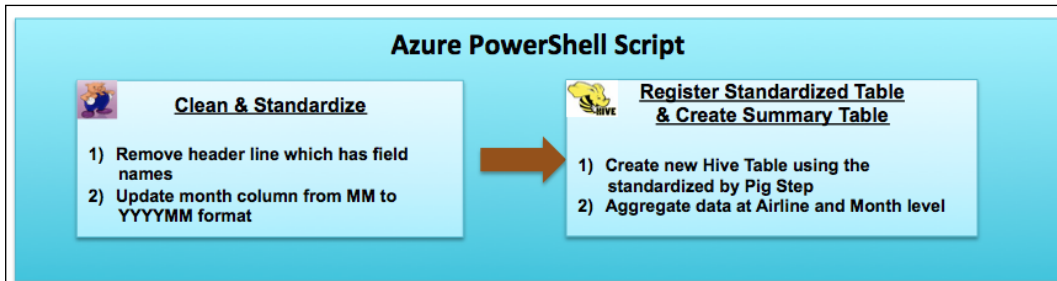 Azure PowerShell Script
Clean & Standardize
1) Remove header line which has field
names
2) Update month column from MM to
YYYYMM format
HIVE
Register Standardized Table
& Create Summary Table
1) Create new Hive Table using the
standardized by Pig Step
2) Aggregate data at Airline and Month level